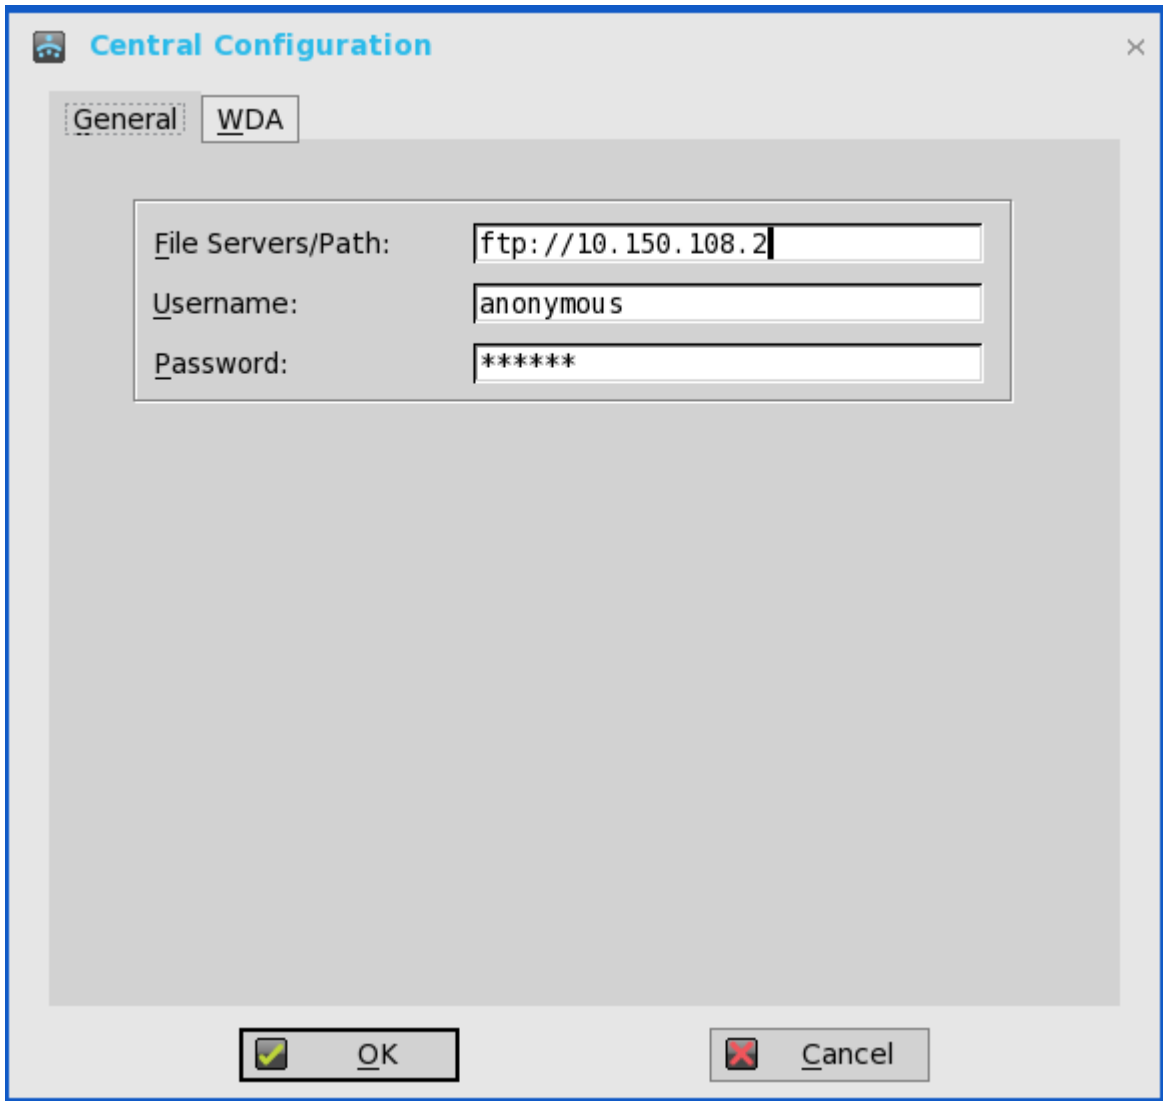 Central Configuration
General WDA
File Servers/Path: ftp://10.150.108.2
Username: anonymous
Password: ******
OK Cancel